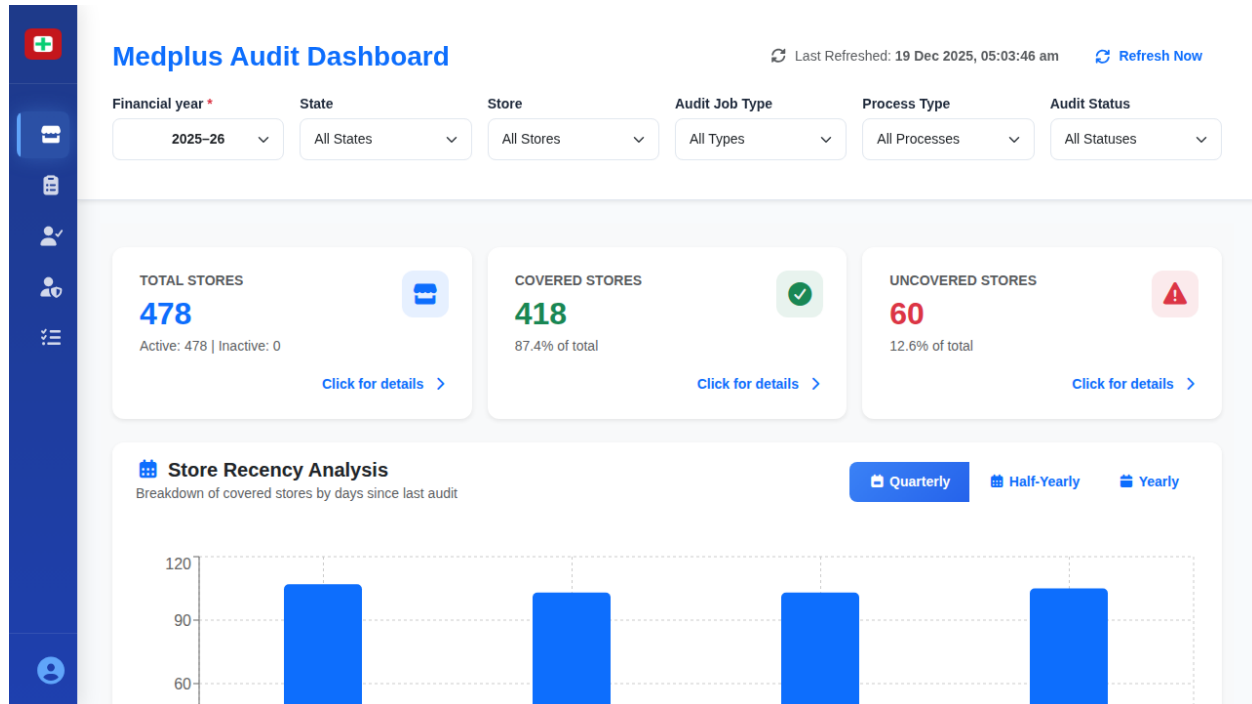 Medplus Audit Dashboard
Last Refreshed: 19 Dec 2025, 05:03:46 am
Refresh Now
Financial year *
State
Store
Audit Job Type
Process Type
Audit Status
2025–26
All States
All Stores
All Types
All Processes
All Statuses
TOTAL STORES
478
Active: 478 | Inactive: 0
Click for details
COVERED STORES
418
87.4% of total
Click for details
UNCOVERED STORES
60
12.6% of total
Click for details
Store Recency Analysis
Breakdown of covered stores by days since last audit
Quarterly
Half-Yearly
Yearly
120
90
60